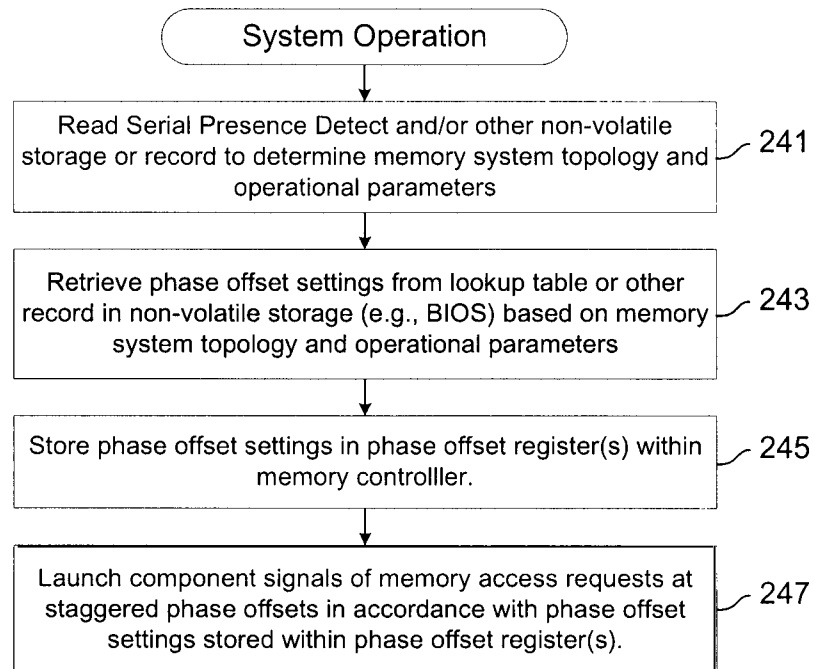 System Operation
Read Serial Presence Detect and/or other non-volatile
storage or record to determine memory system topology and
operational parameters
241
Retrieve phase offset settings from lookup table or other
record in non-volatile storage (e.g., BIOS) based on memory
system topology and operational parameters
243
Store phase offset settings in phase offset register(s) within
memory controlller.
245
Launch component signals of memory access requests at
staggered phase offsets in accordance with phase offset
settings stored within phase offset register(s).
247